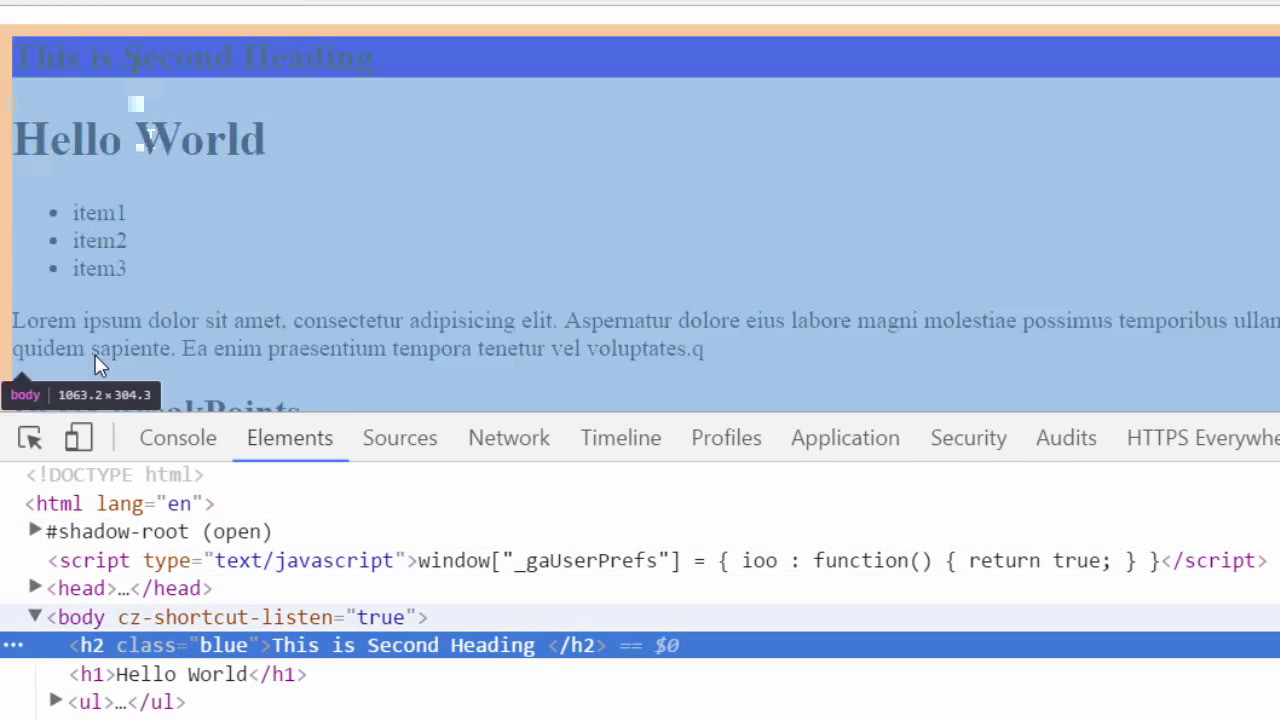 This is Second Heading
Hello World
• item1
• item2
• item3
Lorem ipsum dolor sit amet, consectetur adipisicing elit. Aspernatur dolore eius labore magni molestiae possimus temporibus ullam
quidem sapiente. Ea enim praesentium tempora tenetur vel voluptates.q
body 1063.2×304.3
Console Elements Sources Network Timeline Profiles Application Security Audits HTTPS Everywhe
<!DOCTYPE html>
<html lang="en">
▶#shadow-root (open)
<script type="text/javascript">window["_gaUserPrefs"] = { ioo : function() { return true; } }</script>
▶<head>…</head>
▼<body cz-shortcut-listen="true">
••• <h2 class="blue">This is Second Heading </h2> == $0
<h1>Hello World</h1>
▶<ul>…</ul>